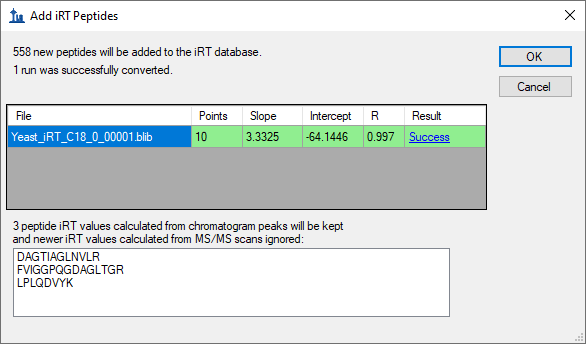 Add iRT Peptides
558 new peptides will be added to the iRT database.
1 run was successfully converted.
OK
Cancel
File Points Slope Intercept R Result
Yeast_iRT_C18_0_00001.blib 10 3.3325 -64.1446 0.997 Success
3 peptide iRT values calculated from chromatogram peaks will be kept
and newer iRT values calculated from MS/MS scans ignored:
DAGTIAGLNVLR
FVIGGPQGDAGLTGR
LPLQDVYK